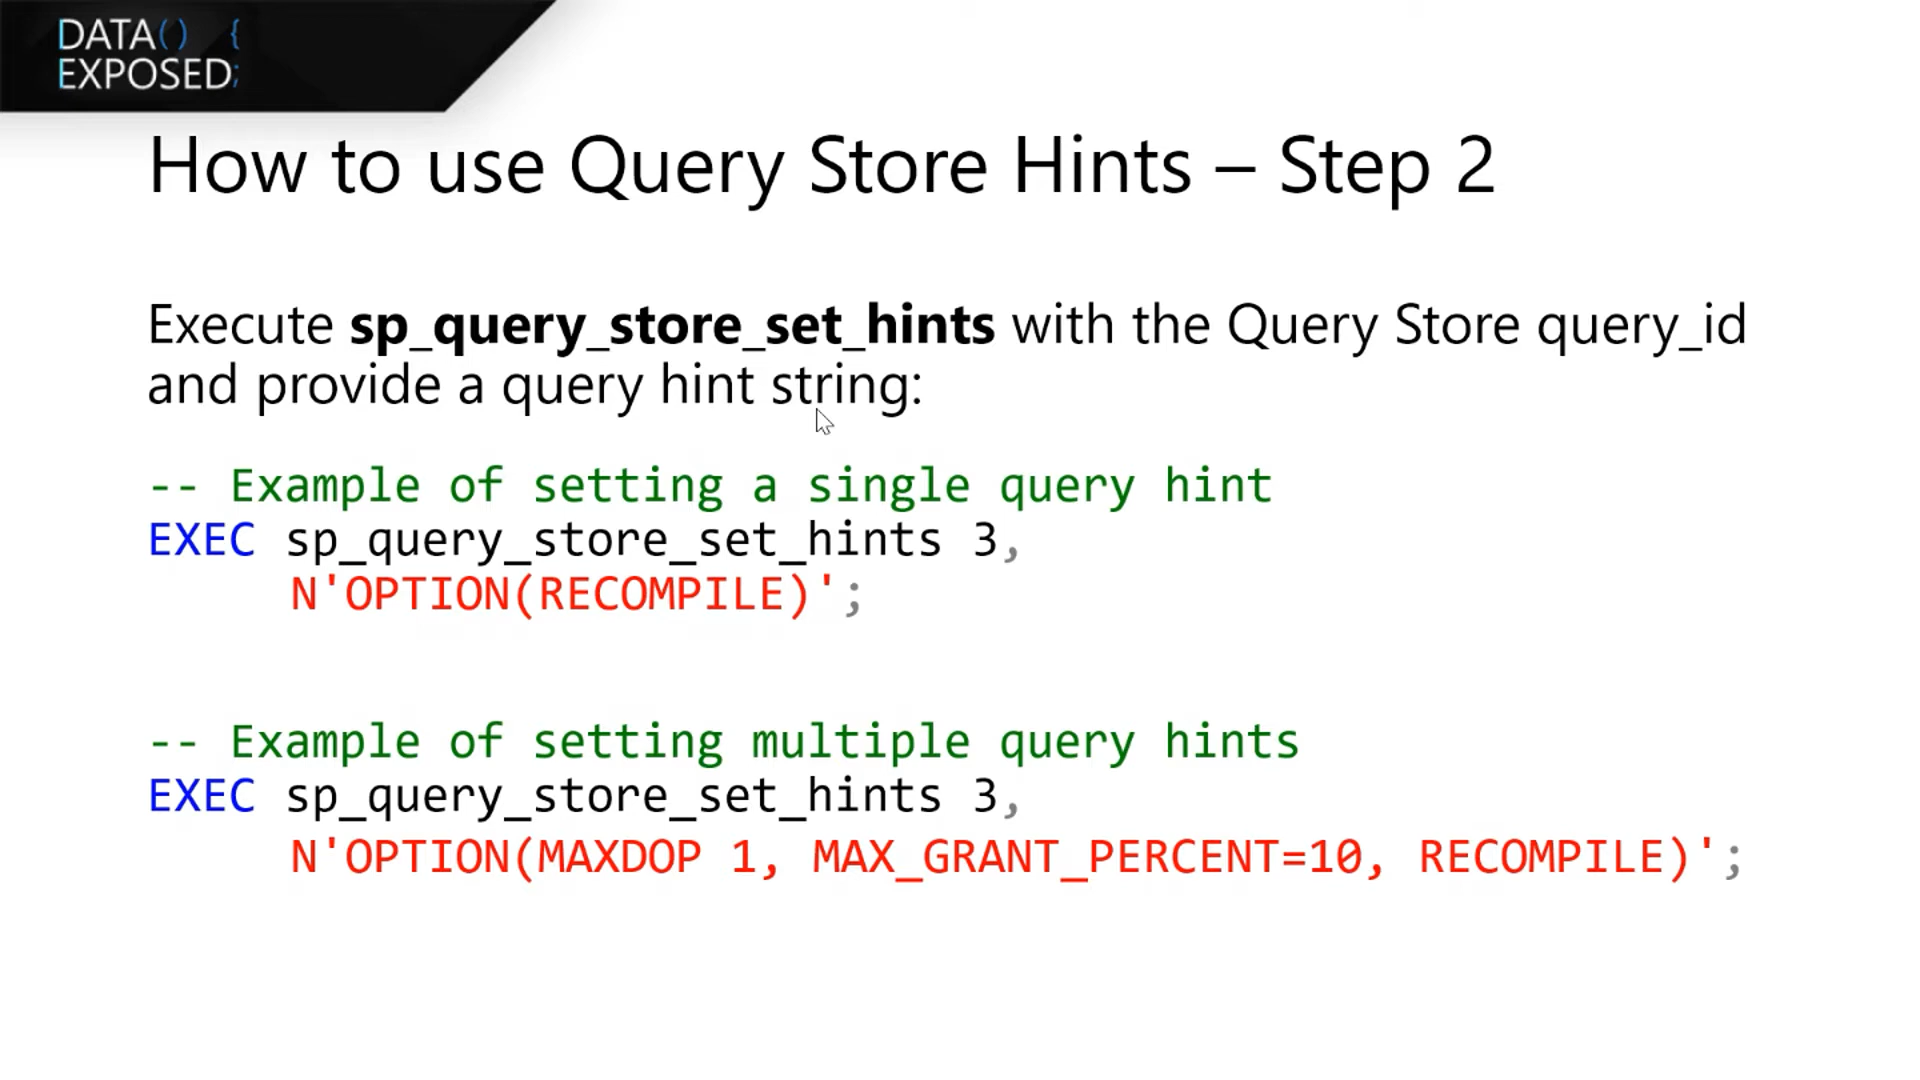 DATA() {
EXPOSED;
How to use Query Store Hints – Step 2
Execute sp_query_store_set_hints with the Query Store query_id
and provide a query hint string:
-- Example of setting a single query hint
EXEC sp_query_store_set_hints 3,
N'OPTION(RECOMPILE)';
-- Example of setting multiple query hints
EXEC sp_query_store_set_hints 3,
N'OPTION(MAXDOP 1, MAX_GRANT_PERCENT=10, RECOMPILE)';